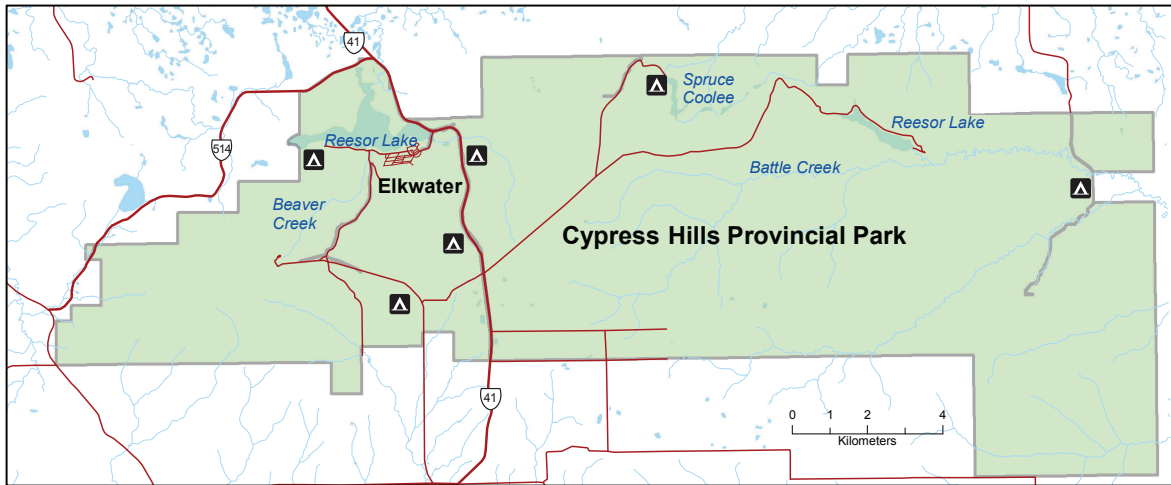 41
Spruce
Coolee
Reesor Lake
Reesor Lake
514
Battle Creek
Elkwater
Beaver
Creek
Cypress Hills Provincial Park
41
0 1 2 4
Kilometers